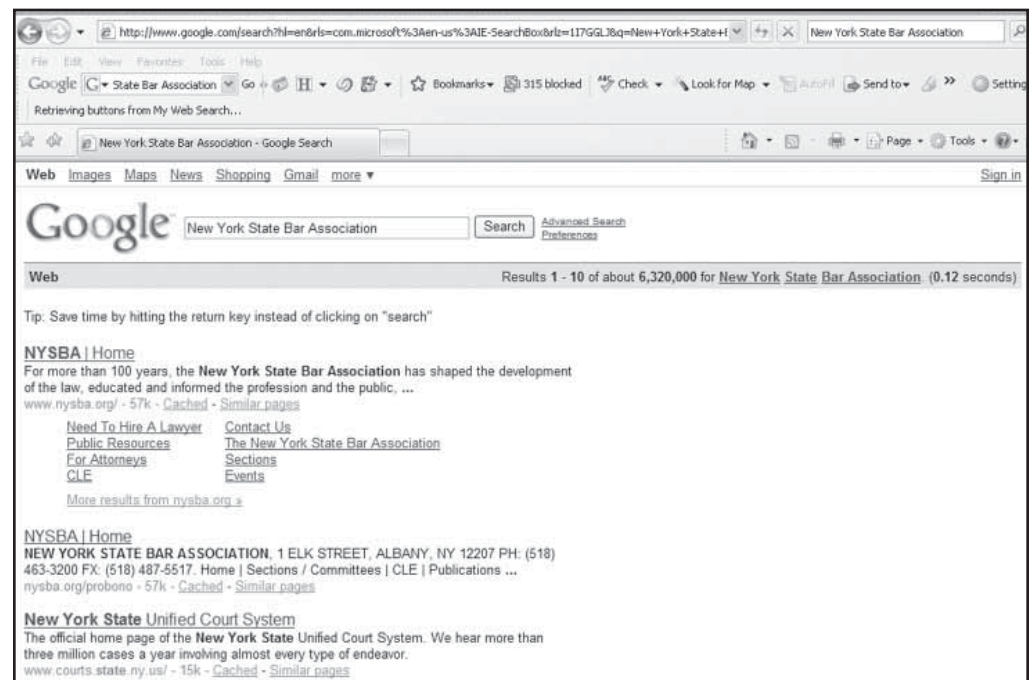 http://www.google.com/search?hl=en&rls=com.microsoft%3Aen-us%3AIE-SearchBox&rlz=1I7GGLJ&q=New+York+State+E
New York State Bar Association
File Edit View Favorites Tools Help
Google G State Bar Association Go Bookmarks 315 blocked Check Look for Map AutoFill Send to Setting
Retrieving buttons from My Web Search...
New York State Bar Association - Google Search
Page Tools
Web Images Maps News Shopping Gmail more ▼
Sign in
Google New York State Bar Association Search Advanced Search
Preferences
Web Results 1 - 10 of about 6,320,000 for New York State Bar Association. (0.12 seconds)
Tip: Save time by hitting the return key instead of clicking on "search"
NYSBA | Home
For more than 100 years, the New York State Bar Association has shaped the development
of the law, educated and informed the profession and the public, ...
www.nysba.org/ - 57k - Cached - Similar pages
Need To Hire A Lawyer Contact Us
Public Resources The New York State Bar Association
For Attorneys Sections
CLE Events
More results from nysba.org »
NYSBA | Home
NEW YORK STATE BAR ASSOCIATION, 1 ELK STREET, ALBANY, NY 12207 PH: (518)
463-3200 FX: (518) 487-5517. Home | Sections / Committees | CLE | Publications ...
nysba.org/probono - 57k - Cached - Similar pages
New York State Unified Court System
The official home page of the New York State Unified Court System. We hear more than
three million cases a year involving almost every type of endeavor.
www.courts.state.ny.us/ - 15k - Cached - Similar pages